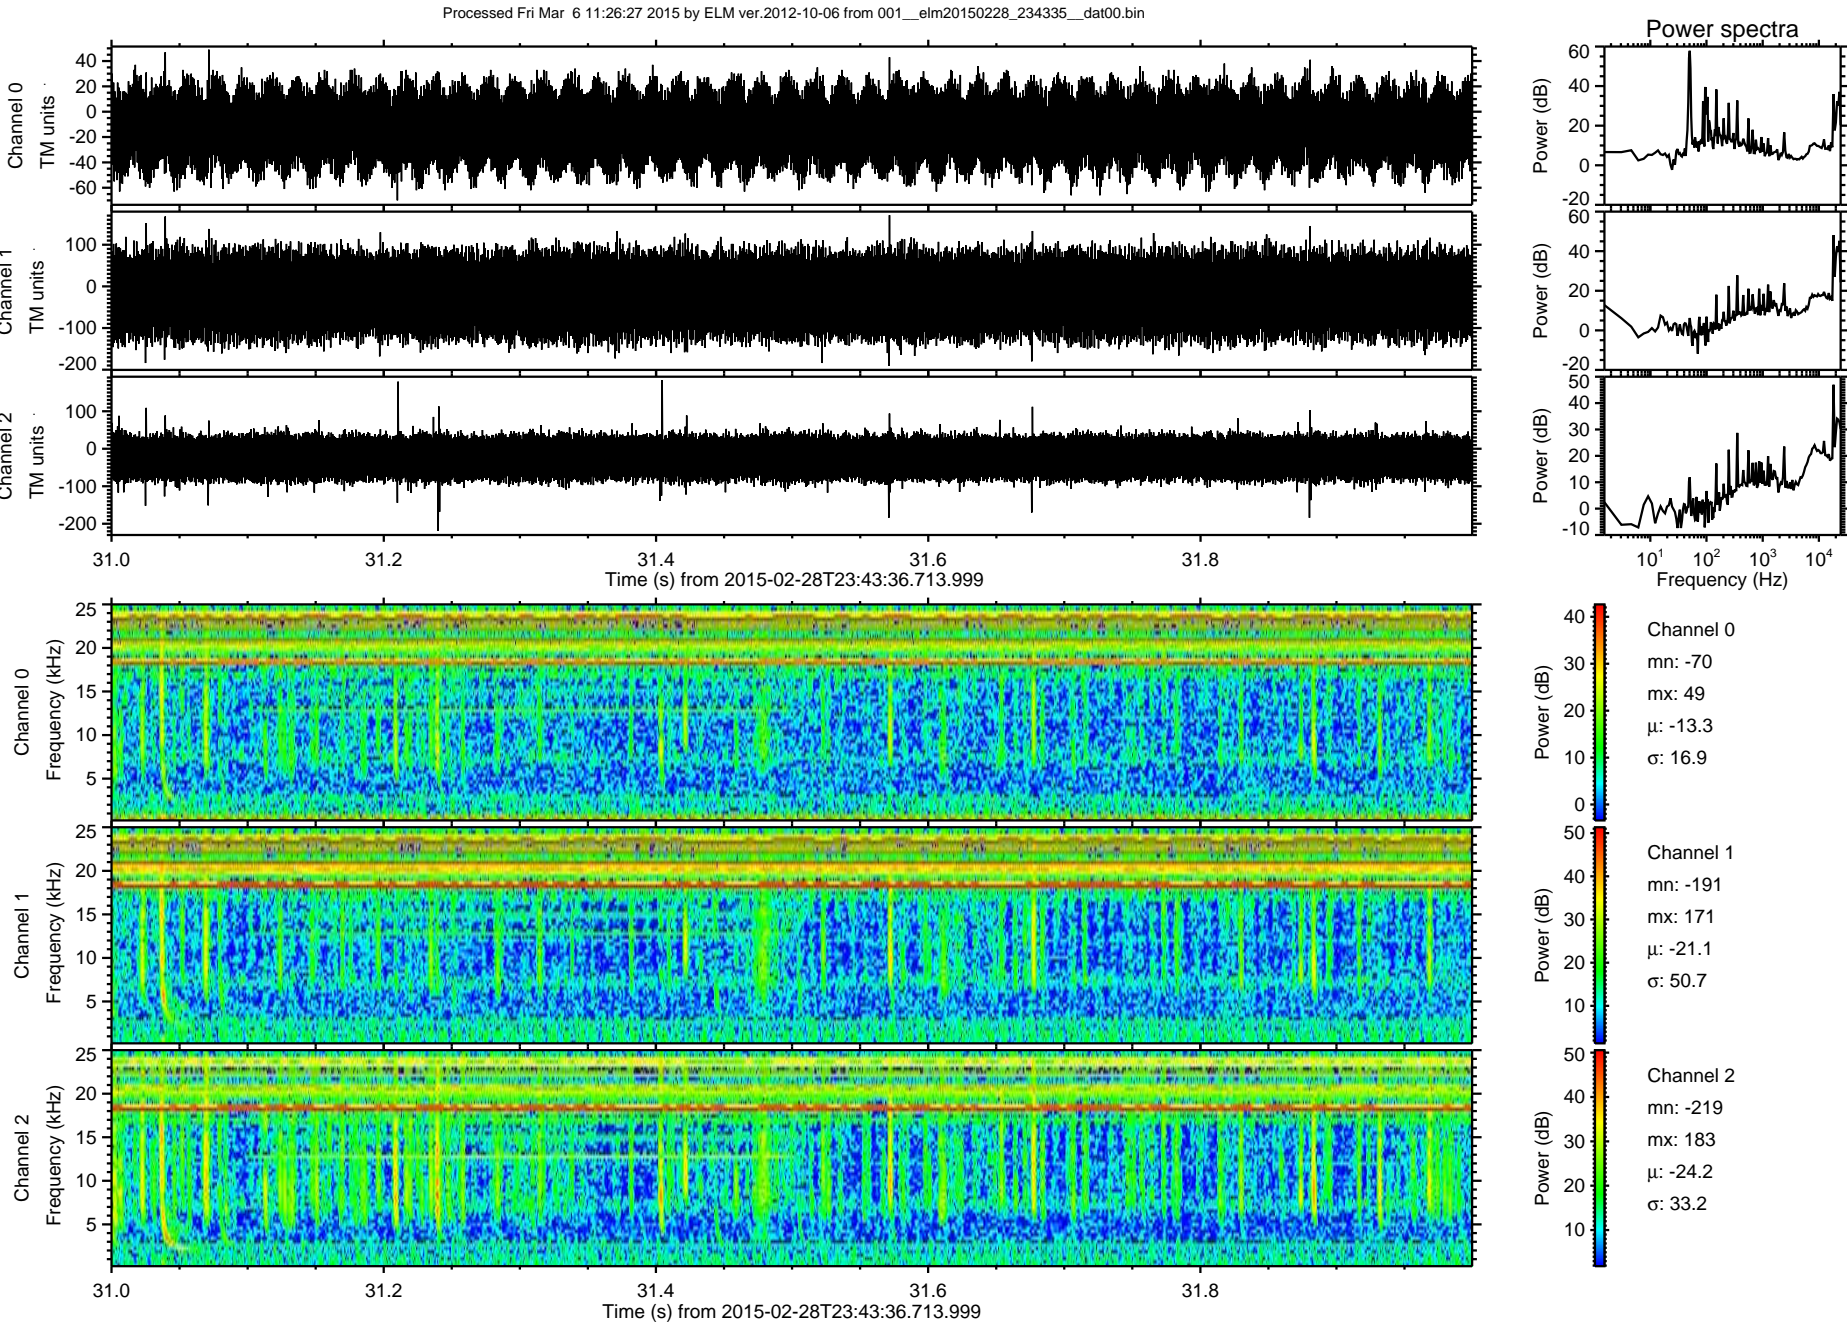 Processed Fri Mar  6 11:26:27 2015 by ELM ver.2012-10-06 from 001__elm20150228_234335__dat00.bin
Power spectra
Channel 0
TM units
40
20
0
-20
-40
-60
Power (dB)
60
40
20
0
-20
Channel 1
TM units
100
0
-100
-200
Power (dB)
60
40
20
0
-20
Channel 2
TM units
100
0
-100
-200
Power (dB)
50
40
30
20
10
0
-10
31.0 31.2 31.4 31.6 31.8
Time (s) from 2015-02-28T23:43:36.713.999
10¹ 10² 10³ 10⁴
Frequency (Hz)
Channel 0
Frequency (kHz)
25
20
15
10
5
Power (dB)
40
30
20
10
0
Channel 0
mn: -70
mx: 49
μ: -13.3
σ: 16.9
Channel 1
Frequency (kHz)
25
20
15
10
5
Power (dB)
50
40
30
20
10
Channel 1
mn: -191
mx: 171
μ: -21.1
σ: 50.7
Channel 2
Frequency (kHz)
25
20
15
10
5
Power (dB)
50
40
30
20
10
Channel 2
mn: -219
mx: 183
μ: -24.2
σ: 33.2
31.0 31.2 31.4 31.6 31.8
Time (s) from 2015-02-28T23:43:36.713.999